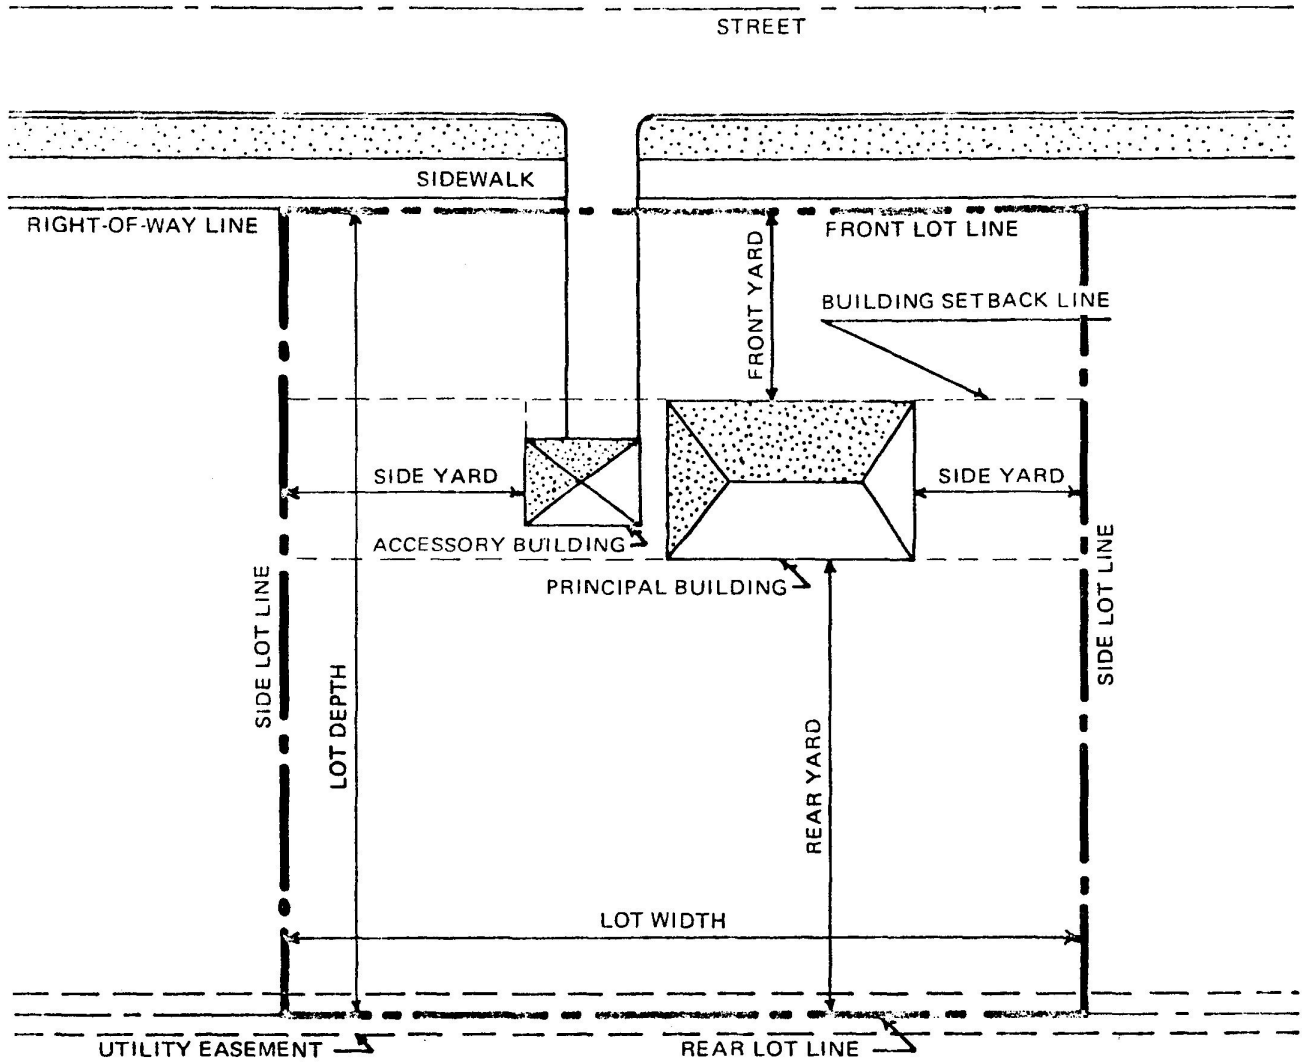 STREET
SIDEWALK
RIGHT-OF-WAY LINE
FRONT LOT LINE
FRONT YARD
BUILDING SETBACK LINE
SIDE YARD
SIDE YARD
ACCESSORY BUILDING
PRINCIPAL BUILDING
SIDE LOT LINE
SIDE LOT LINE
LOT DEPTH
REAR YARD
LOT WIDTH
UTILITY EASEMENT
REAR LOT LINE